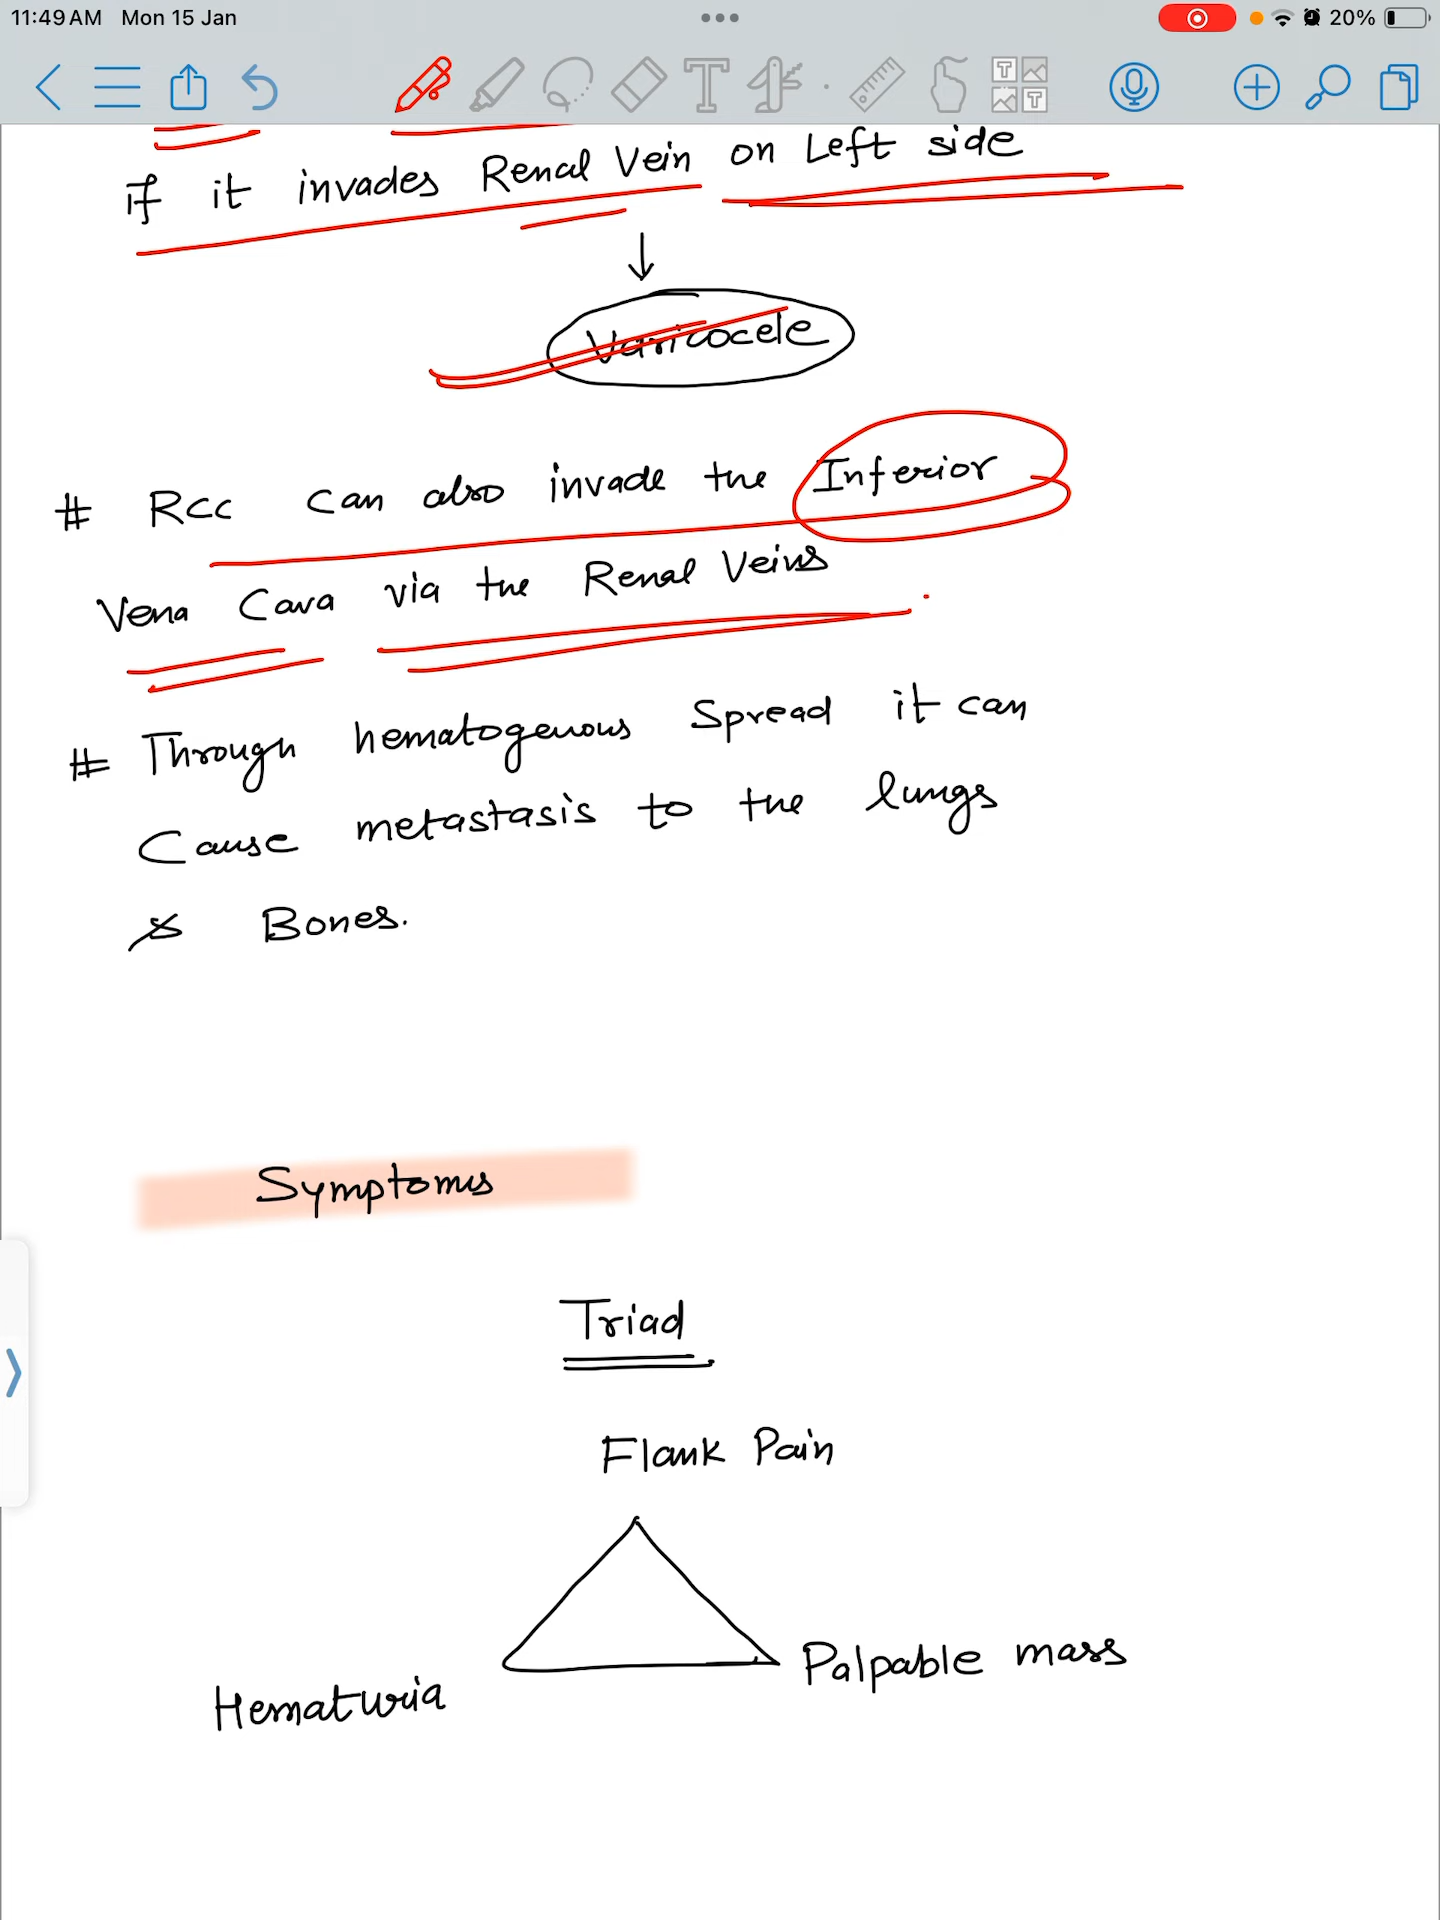 11:49 AM Mon 15 Jan
20%
If it invades Renal Vein on Left side
↓
Varicocele
# RCC can also invade the Inferior
Vena Cava via the Renal Veins
# Through hematogenous Spread it can
Cause metastasis to the lungs
& Bones.
Symptoms
Triad
Flank Pain
Hematuria
Palpable mass